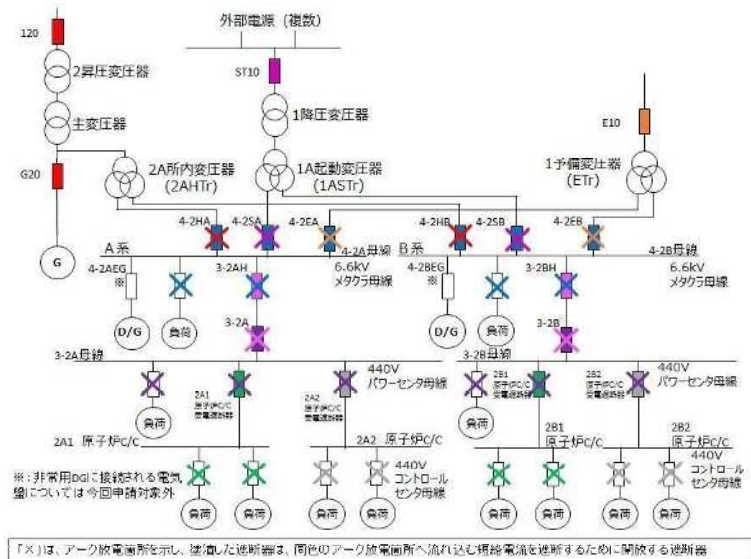 外部電源（複数）
120
2昇圧変圧器
ST10
1降圧変圧器
主変圧器
E10
G20
2A所内変圧器
(2AHTr)
1A起動変圧器
(1ASTr)
1予備変圧器
(ETr)
4-2HA
4-2SA
4-2EA
4-2HB
4-2SB
4-2EB
G
A系
4-2A母線
B系
4-2B母線
4-2AEG
※
3-2AH
6.6kV
メタクラ母線
4-2BEG
※
3-2BH
6.6kV
メタクラ母線
D/G
負荷
3-2A
D/G
負荷
3-2B
3-2A母線
440V
パワーセンタ母線
3-2B母線
440V
パワーセンタ母線
2A1
原子炉C/C
受電遮断器
2A2
原子炉C/C
受電遮断器
2B1
原子炉C/C
受電遮断器
2B2
原子炉C/C
受電遮断器
負荷
負荷
2A1 原子炉C/C
2A2 原子炉C/C
2B1
原子炉C/C
2B2
原子炉C/C
440V
コントロール
センタ母線
440V
コントロール
センタ母線
※：非常用DGに接続される電気
盤については今回申請対象外
負荷 負荷 負荷 負荷 負荷 負荷 負荷 負荷
「×」は、アーク放電箇所を示し、塗潰した遮断器は、同色のアーク放電箇所へ流れ込む短絡電流を遮断するために開放する遮断器